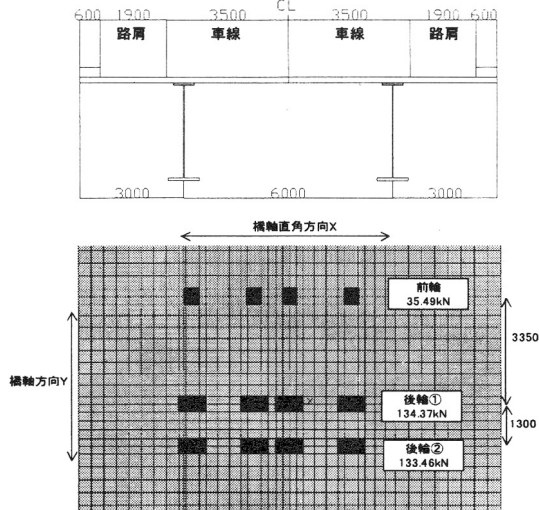 CL
600 1900 3500 3500 1900 600
路肩 車線 車線 路肩
3000 6000 3000
橋軸直角方向X
前輪
35.49kN
3350
橋軸方向Y
X
後輪①
134.37kN
1300
後輪②
133.46kN